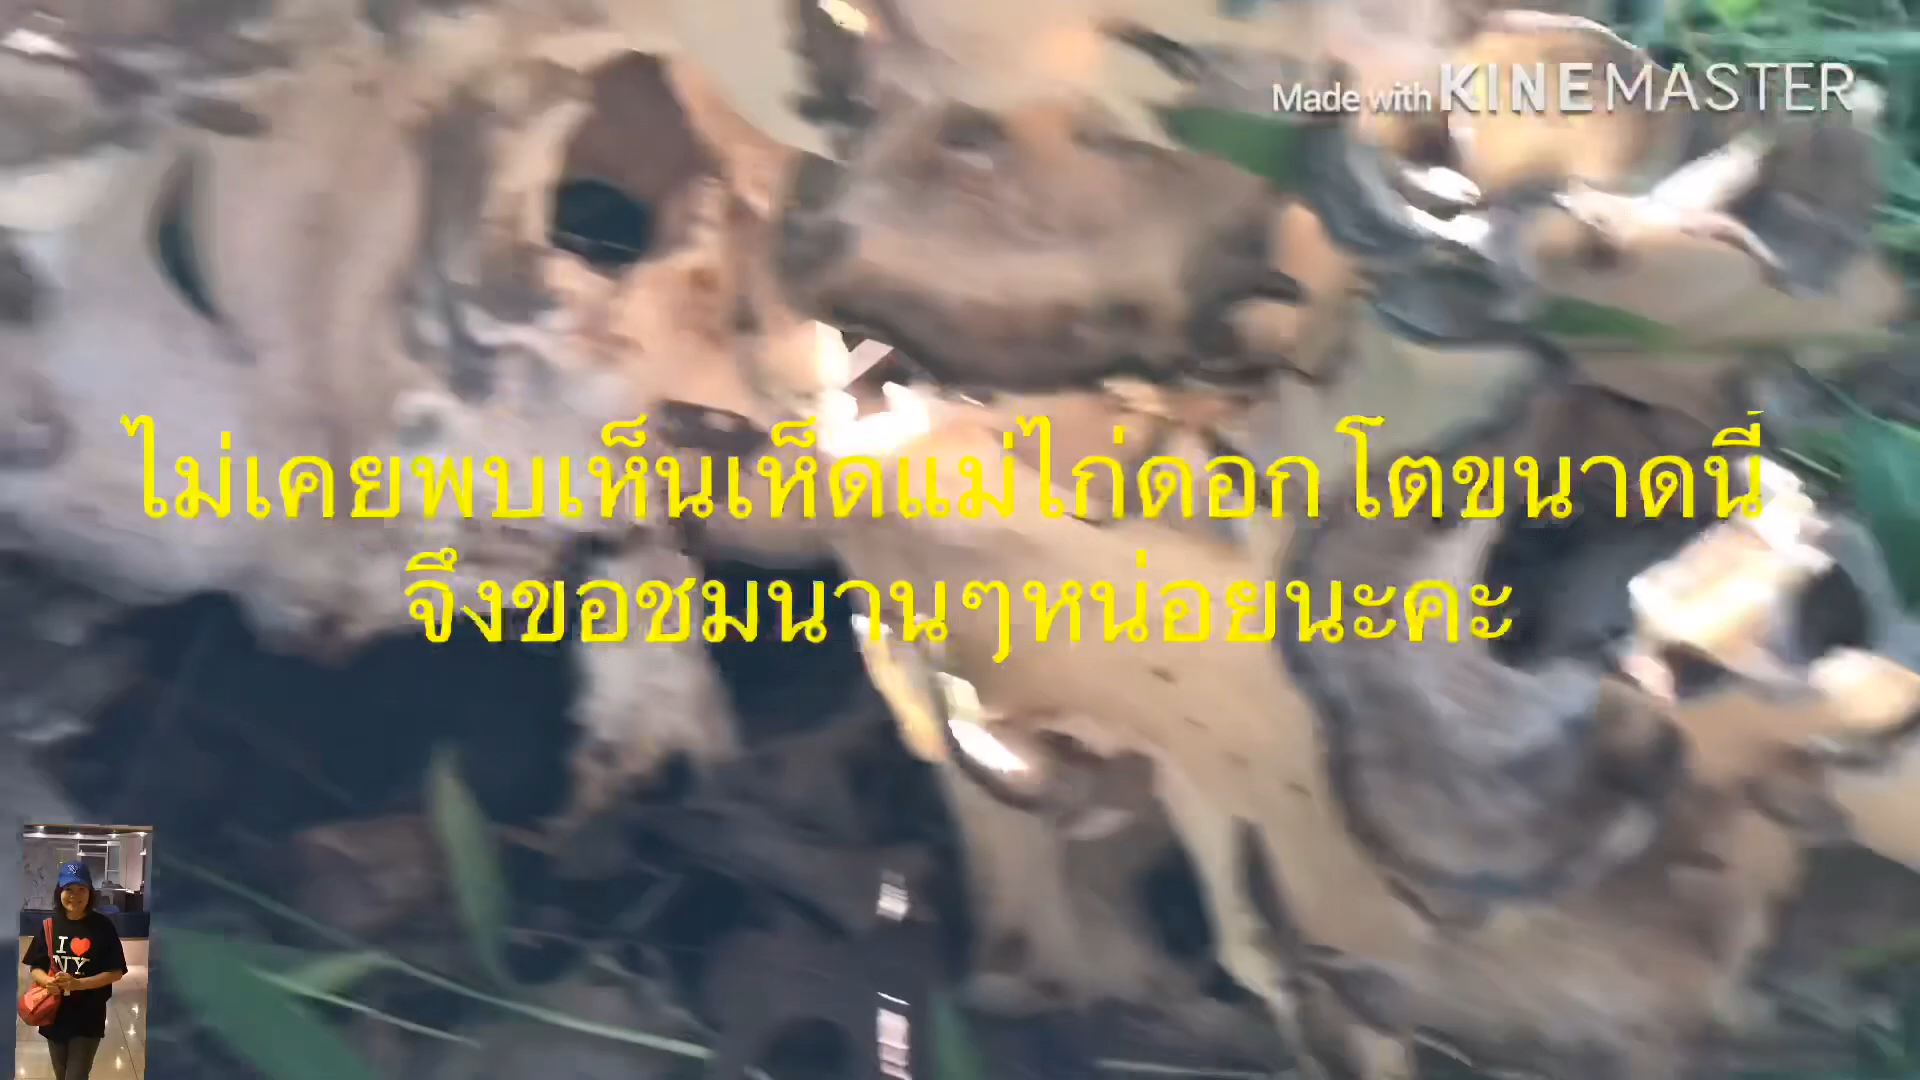 Made with KINEMASTER
ไม่เคยพบเห็นเห็ดแม่ไก่ดอกโตขนาดนี้
จึงขอชมนานๆหน่อยนะคะ
I ❤ NY